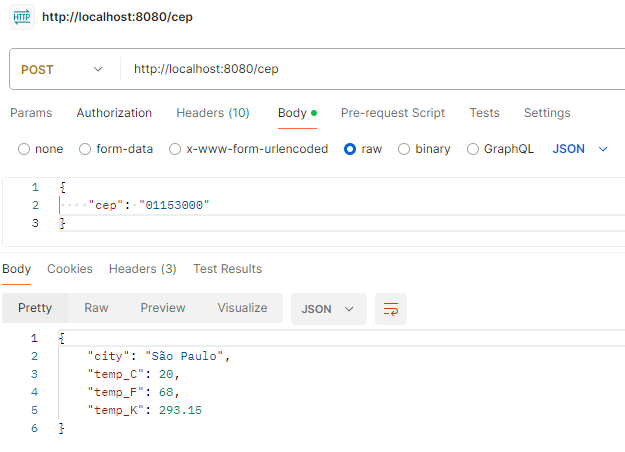 HTTP http://localhost:8080/cep
POST http://localhost:8080/cep
Params Authorization Headers (10) Body Pre-request Script Tests Settings
none form-data x-www-form-urlencoded raw binary GraphQL JSON
1 {
2 "cep": "01153000"
3 }
Body Cookies Headers (3) Test Results
Pretty Raw Preview Visualize JSON
1 {
2 "city": "São Paulo",
3 "temp_C": 20,
4 "temp_F": 68,
5 "temp_K": 293.15
6 }